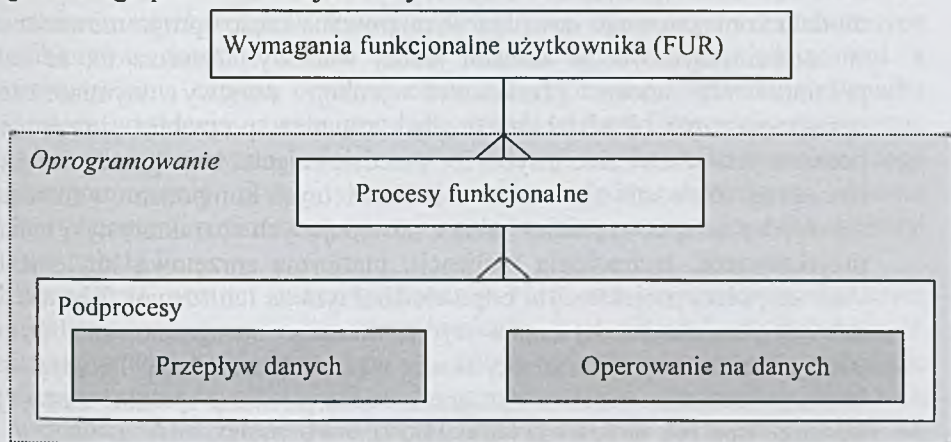 Wymagania funkcjonalne użytkownika (FUR)
Oprogramowanie
Procesy funkcjonalne
Podprocesy
Przepływ danych
Operowanie na danych